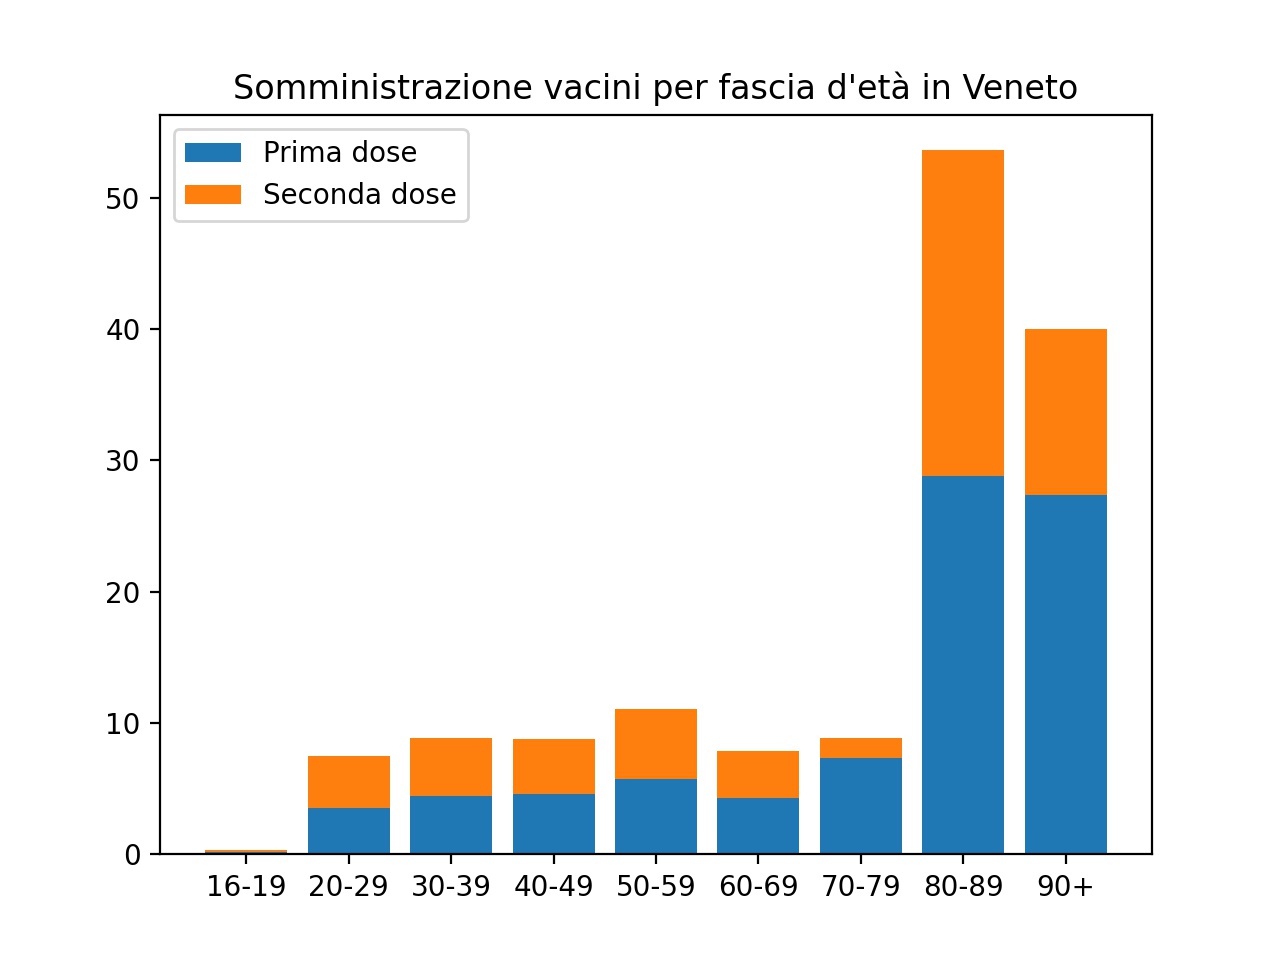 Somministrazione vacini per fascia d'età in Veneto
Prima dose
Seconda dose
50
40
30
20
10
0
16-19 20-29 30-39 40-49 50-59 60-69 70-79 80-89 90+